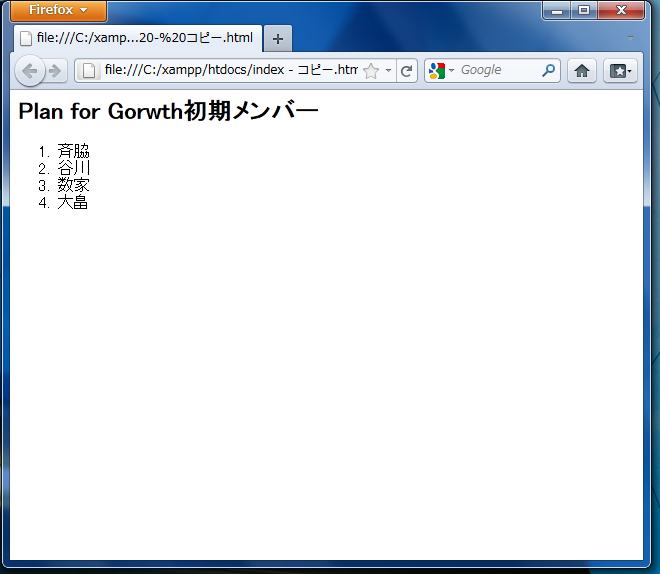 Firefox
file:///C:/xamp...20-%20コピー.html
file:///C:/xampp/htdocs/index - コピー.htm
Google
Plan for Gorwth初期メンバー
1. 斉脇
2. 谷川
3. 数家
4. 大畠